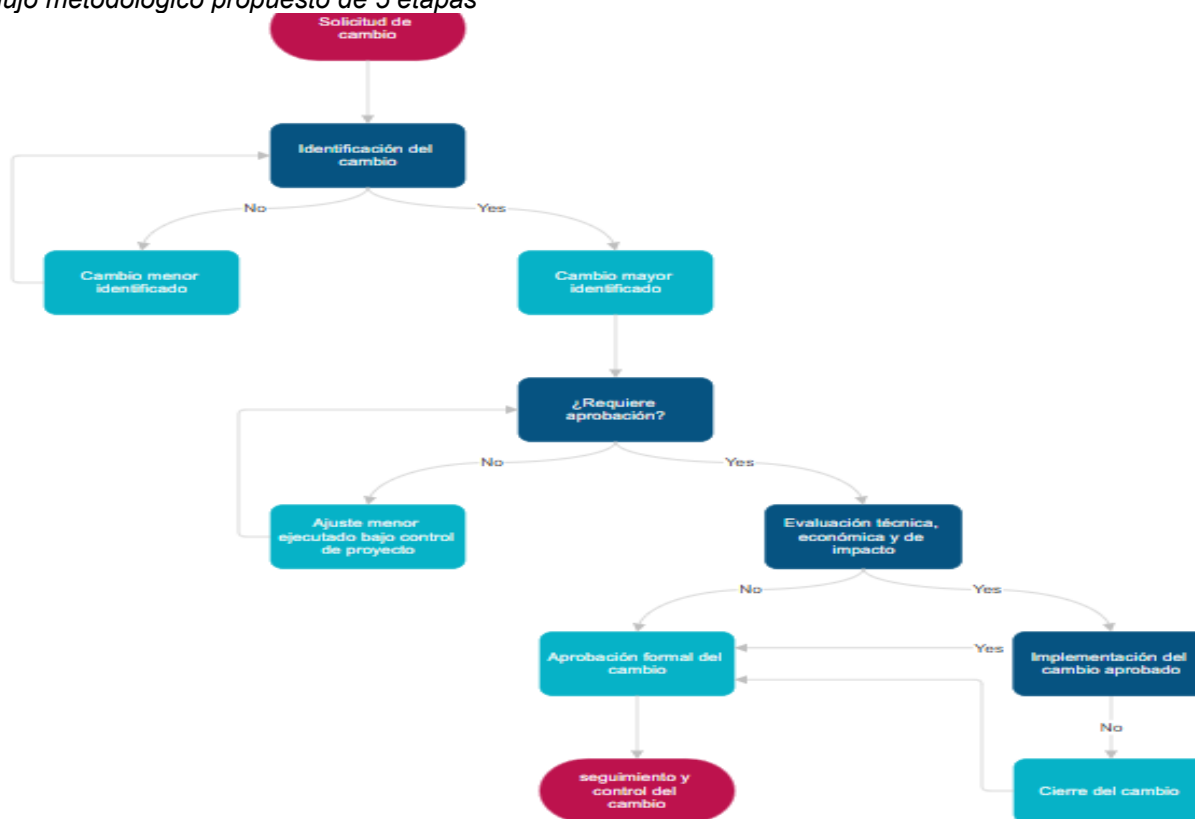 metodológico propuesto de 5 etapas
Solicitud de
cambio
Identificación del
cambio
No
Yes
Cambio menor
identificado
Cambio mayor
identificado
¿Requiere
aprobación?
No
Yes
Ajuste menor
ejecutado bajo control
de proyecto
Evaluación técnica,
económica y de
impacto
No
Yes
Aprobación formal del
cambio
Yes
Implementación del
cambio aprobado
No
seguimiento y
control del
cambio
Cierre del cambio